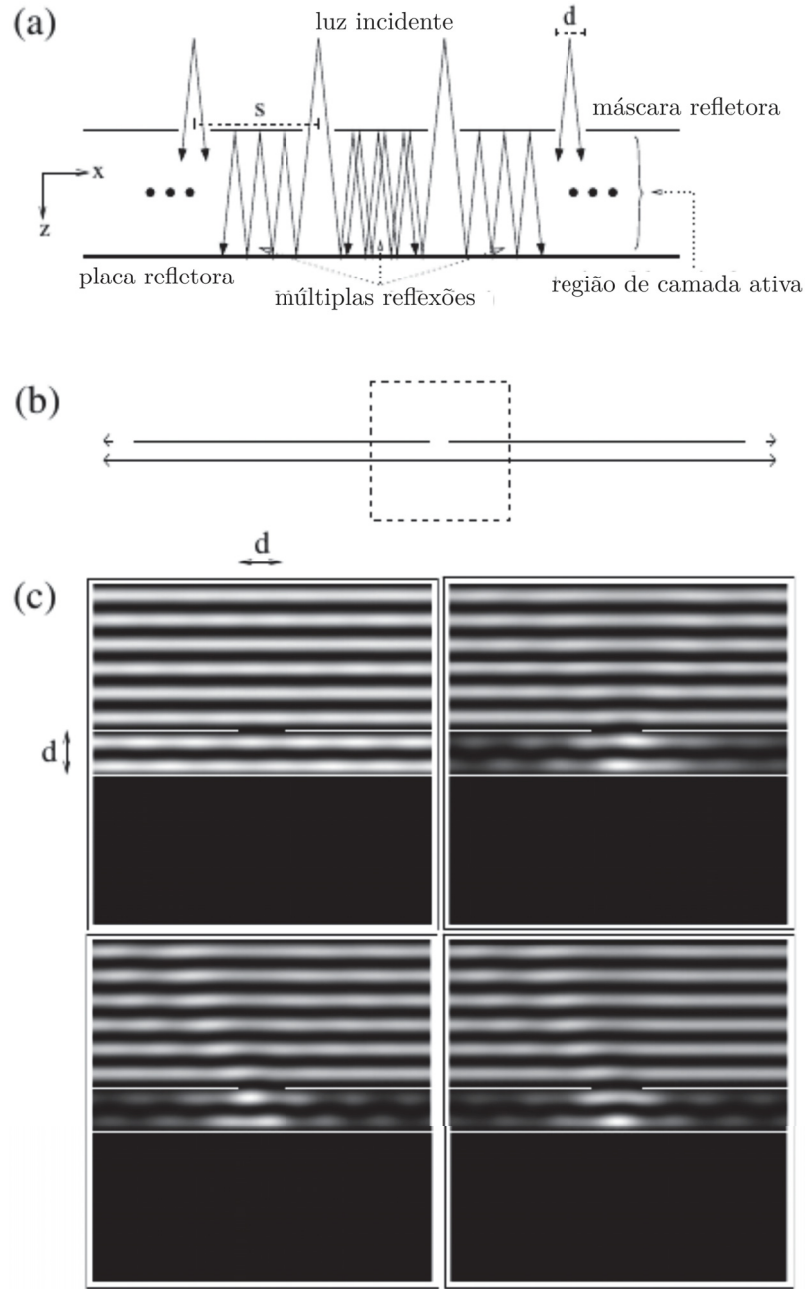 (a)
luz incidente
d
s
máscara refletora
x
z
placa refletora
múltiplas reflexões
região de camada ativa
(b)
d
(c)
d